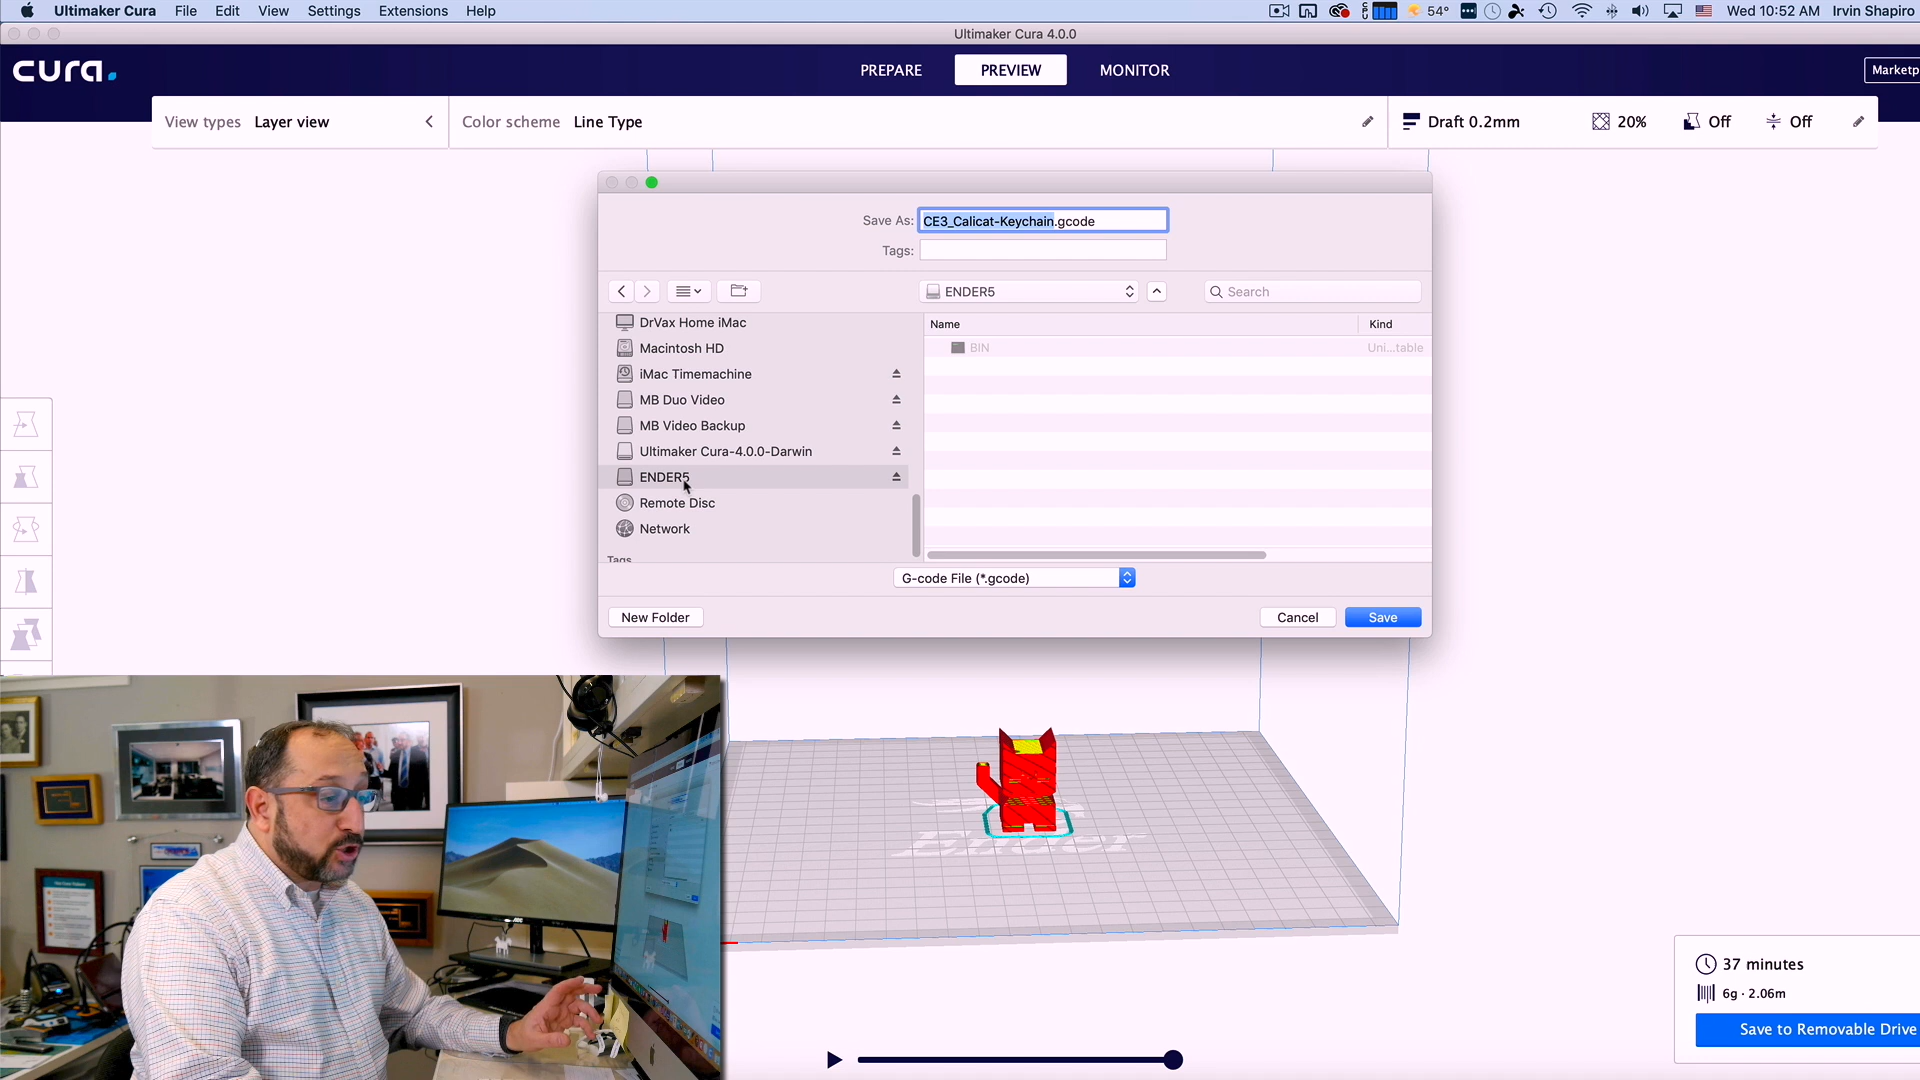 Ultimaker Cura File Edit View Settings Extensions Help 54° Wed 10:52 AM Irvin Shapiro
Ultimaker Cura 4.0.0
cura. PREPARE PREVIEW MONITOR Marketp
View types Layer view Color scheme Line Type Draft 0.2mm 20% Off Off
Save As: CE3_Calicat-Keychain.gcode
Tags:
ENDER5 Search
DrVax Home iMac
Macintosh HD
iMac Timemachine
MB Duo Video
MB Video Backup
Ultimaker Cura-4.0.0-Darwin
ENDER5
Remote Disc
Network
Tags
Name Kind
BIN Uni...table
G-code File (*.gcode)
New Folder Cancel Save
37 minutes
6g · 2.06m
Save to Removable Drive